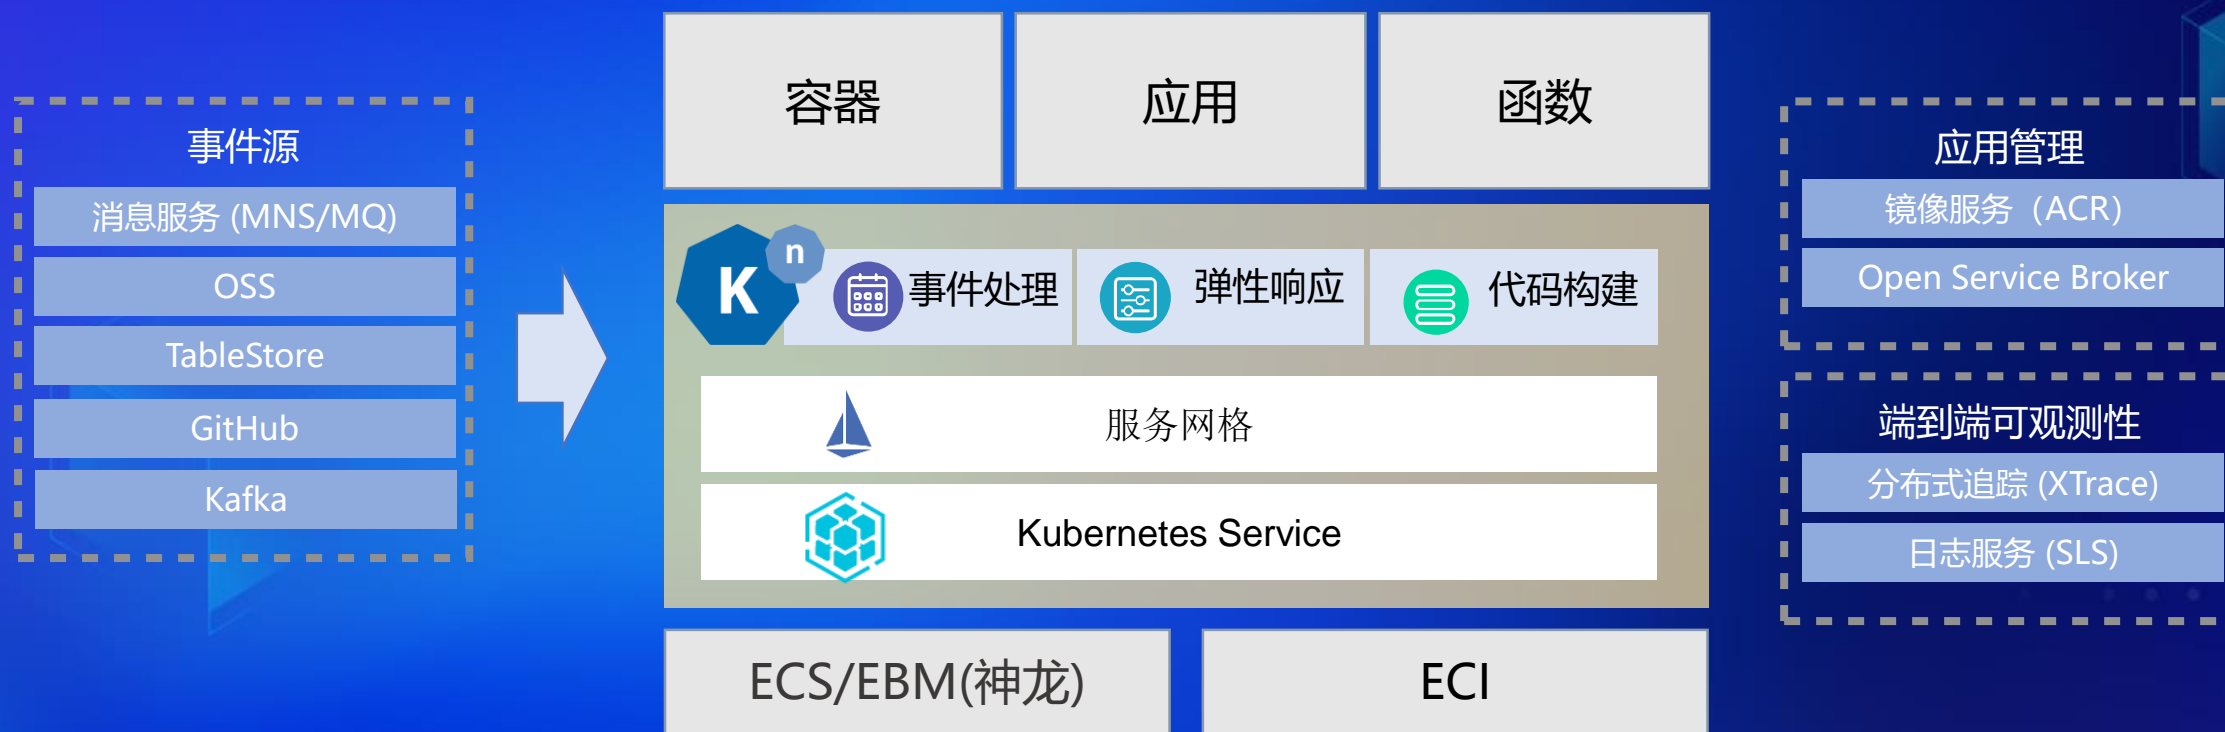 事件源
消息服务 (MNS/MQ)
OSS
TableStore
GitHub
Kafka
容器
应用
函数
K
n
事件处理
弹性响应
代码构建
服务网格
Kubernetes Service
ECS/EBM(神龙)
ECI
应用管理
镜像服务（ACR）
Open Service Broker
端到端可观测性
分布式追踪 (XTrace)
日志服务 (SLS)